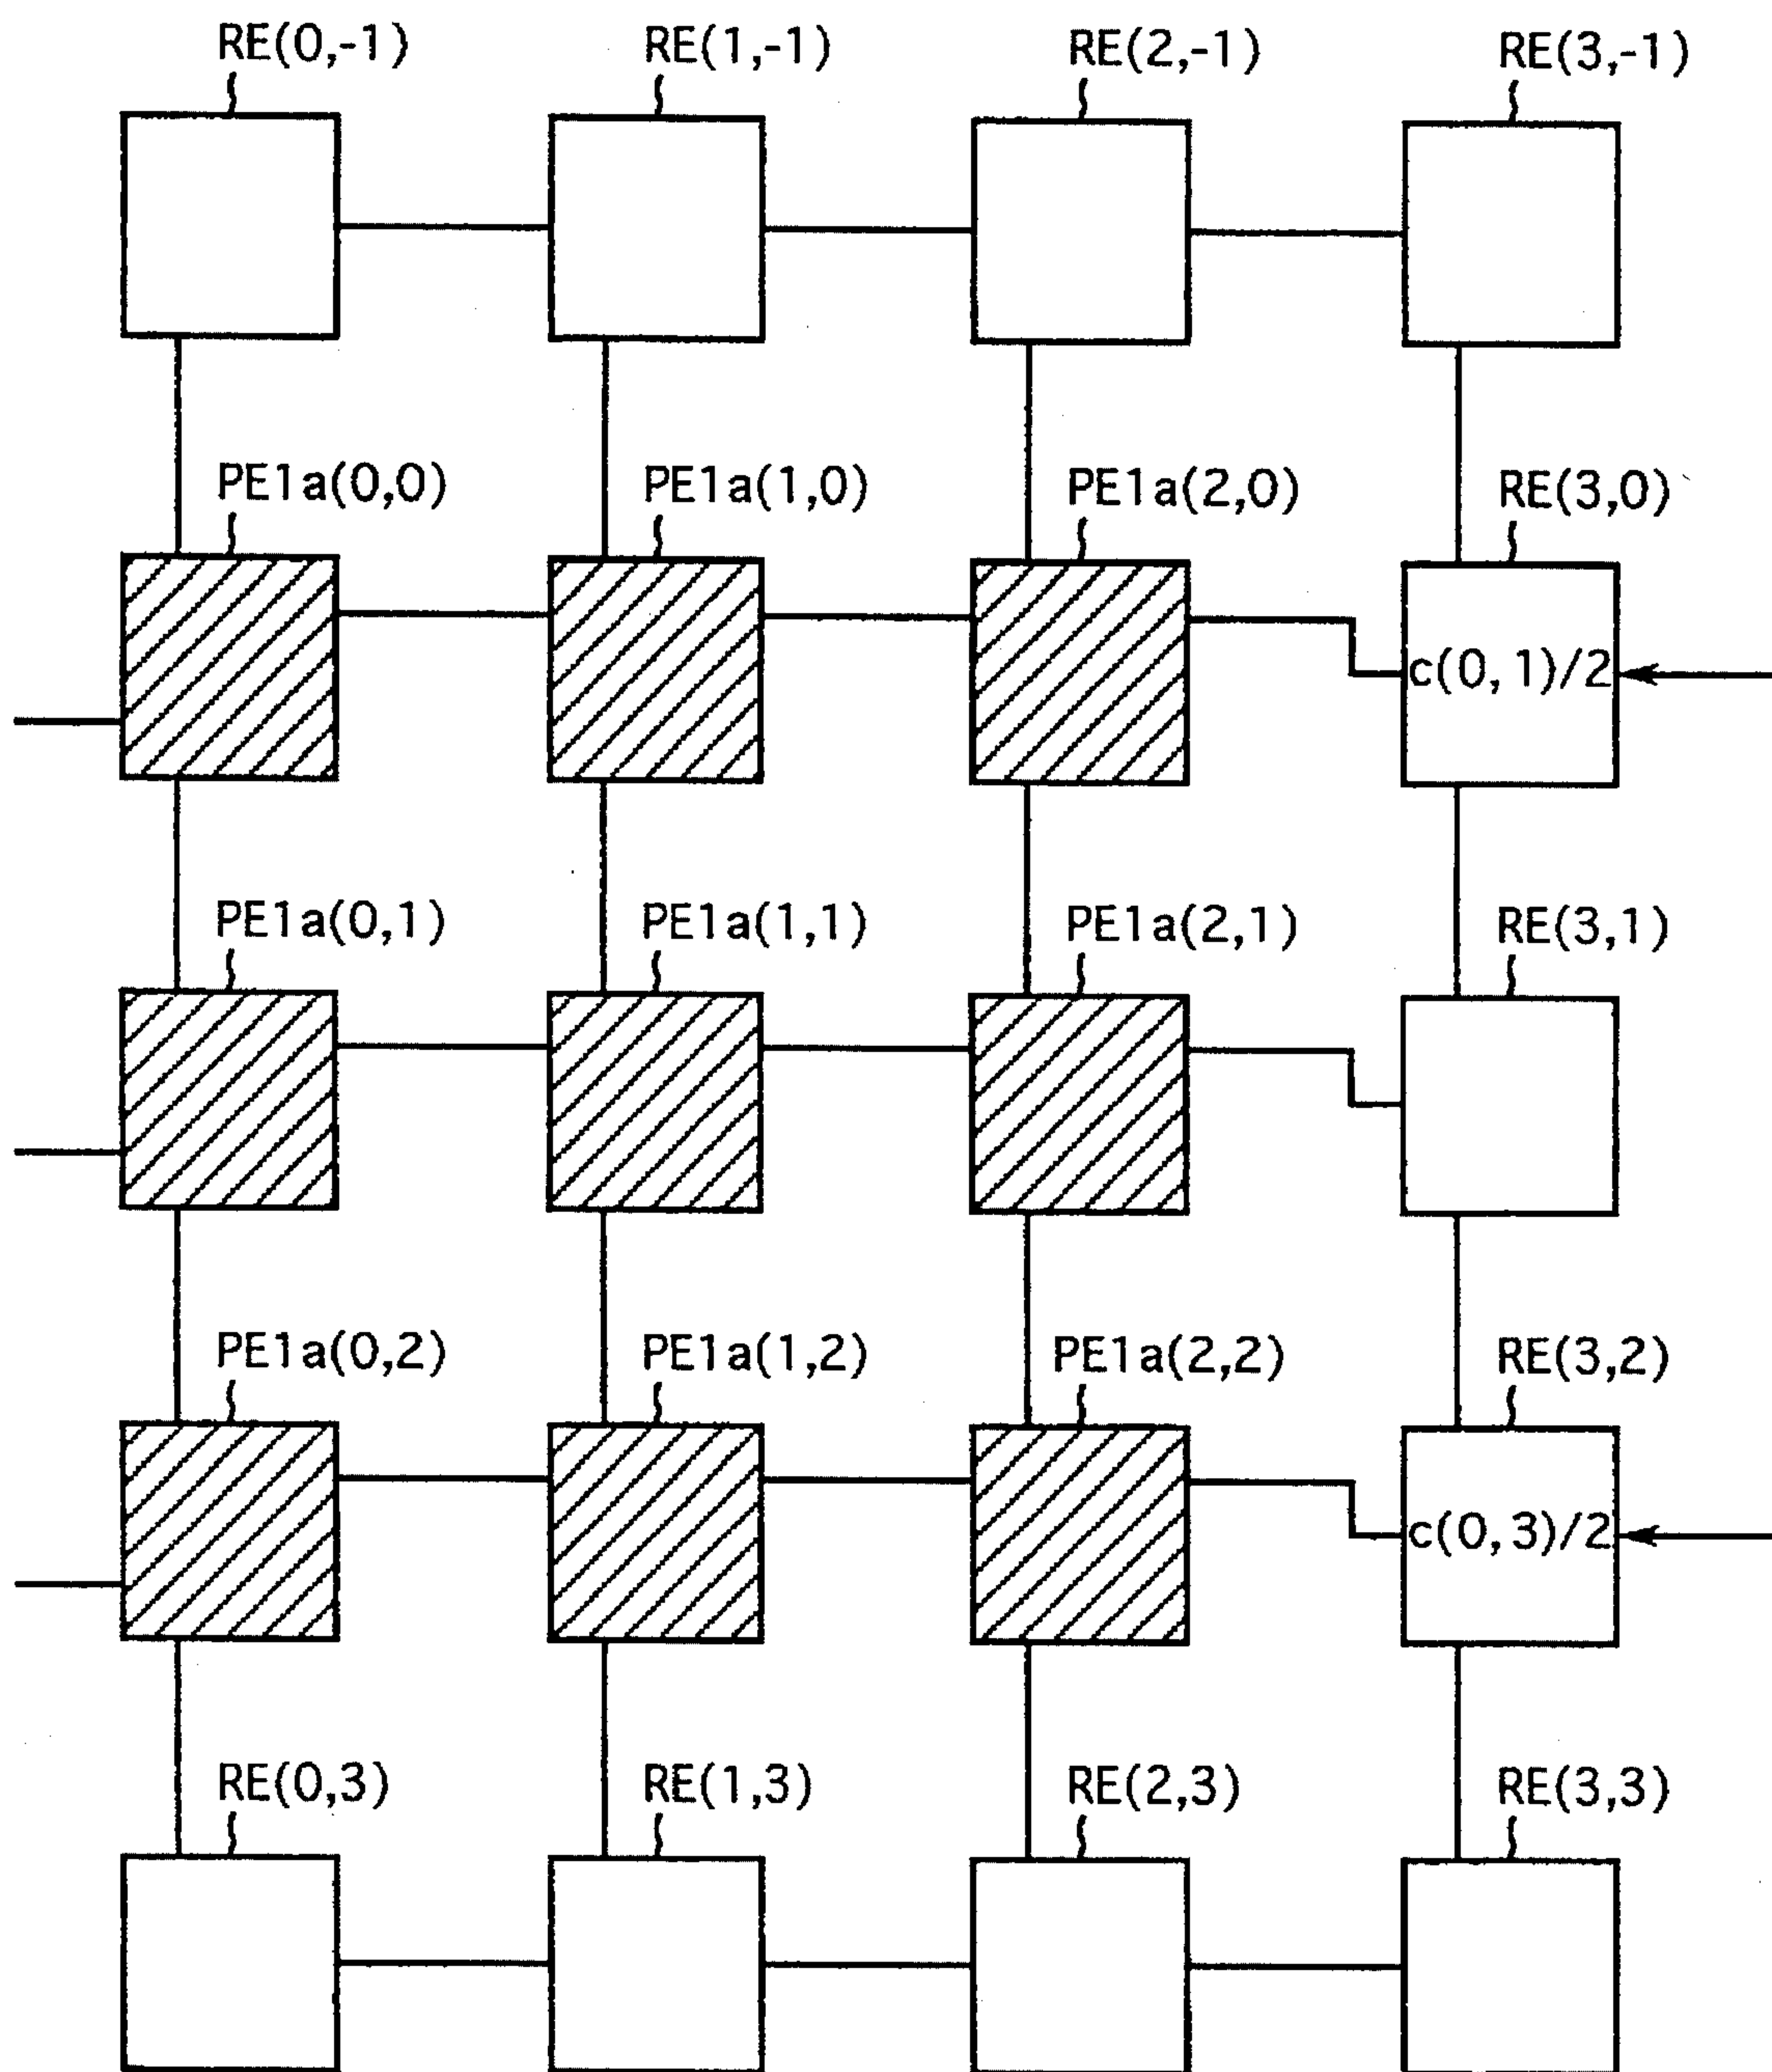 RE(0,-1) RE(1,-1) RE(2,-1) RE(3,-1)
PE1a(0,0) PE1a(1,0) PE1a(2,0) RE(3,0)
c(0,1)/2
PE1a(0,1) PE1a(1,1) PE1a(2,1) RE(3,1)
PE1a(0,2) PE1a(1,2) PE1a(2,2) RE(3,2)
c(0,3)/2
RE(0,3) RE(1,3) RE(2,3) RE(3,3)